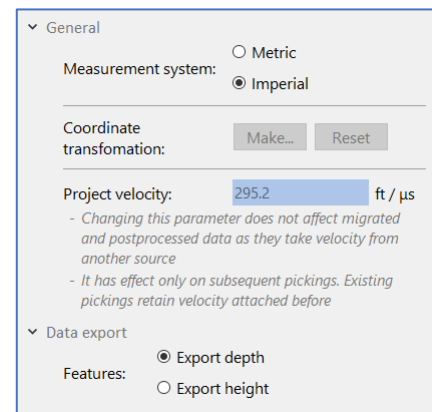 General
Metric
Measurement system:
Imperial
Coordinate
transfomation:
Make...
Reset
Project velocity:
295.2
ft / µs
- Changing this parameter does not affect migrated
and postprocessed data as they take velocity from
another source
- It has effect only on subsequent pickings. Existing
pickings retain velocity attached before
Data export
Export depth
Features:
Export height